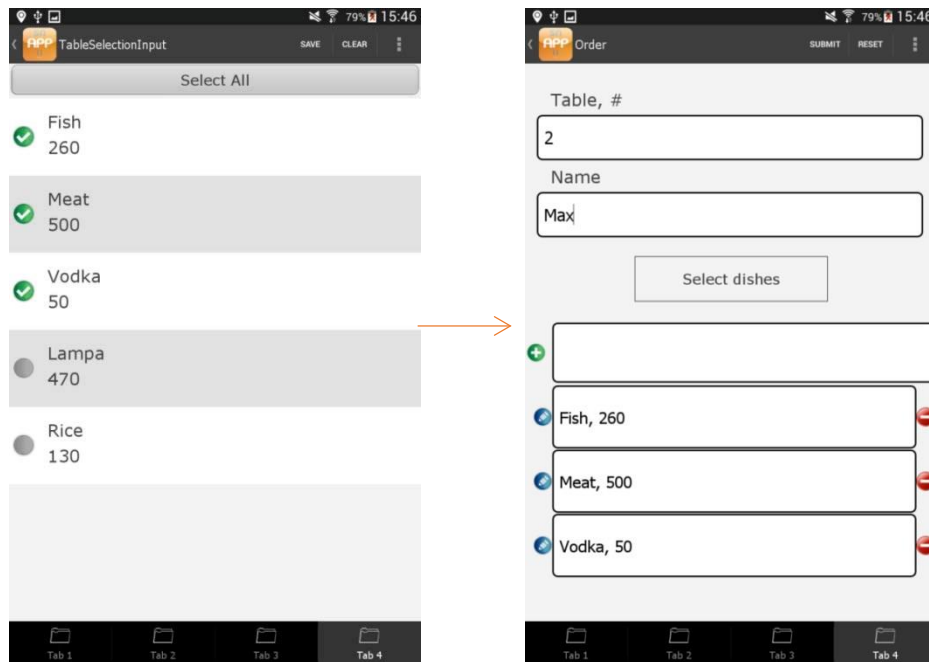 79% 15:46
APP TableSelectionInput SAVE CLEAR
Select All
Fish
260
Meat
500
Vodka
50
Lampa
470
Rice
130
Tab 1 Tab 2 Tab 3 Tab 4
79% 15:46
APP Order SUBMIT RESET
Table, #
2
Name
Max
Select dishes
Fish, 260
Meat, 500
Vodka, 50
Tab 1 Tab 2 Tab 3 Tab 4